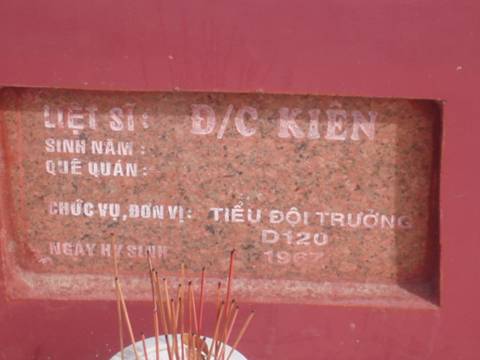 LIỆT SĨ: Đ/C KIÊN
SINH NĂM:
QUÊ QUÁN:
CHỨC VỤ, ĐƠN VỊ: TIỂU ĐỘI TRƯỞNG
D120
NGÀY HY SINH 1967